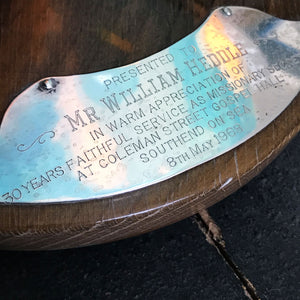 PRESENTED TO
MR WILLIAM HEDDLE
IN WARM APPRECIATION OF
30 YEARS FAITHFUL SERVICE AS MISSIONARY SEC
AT COLEMAN STREET GOSPEL HALL
SOUTHEND ON SEA
8TH MAY 1965